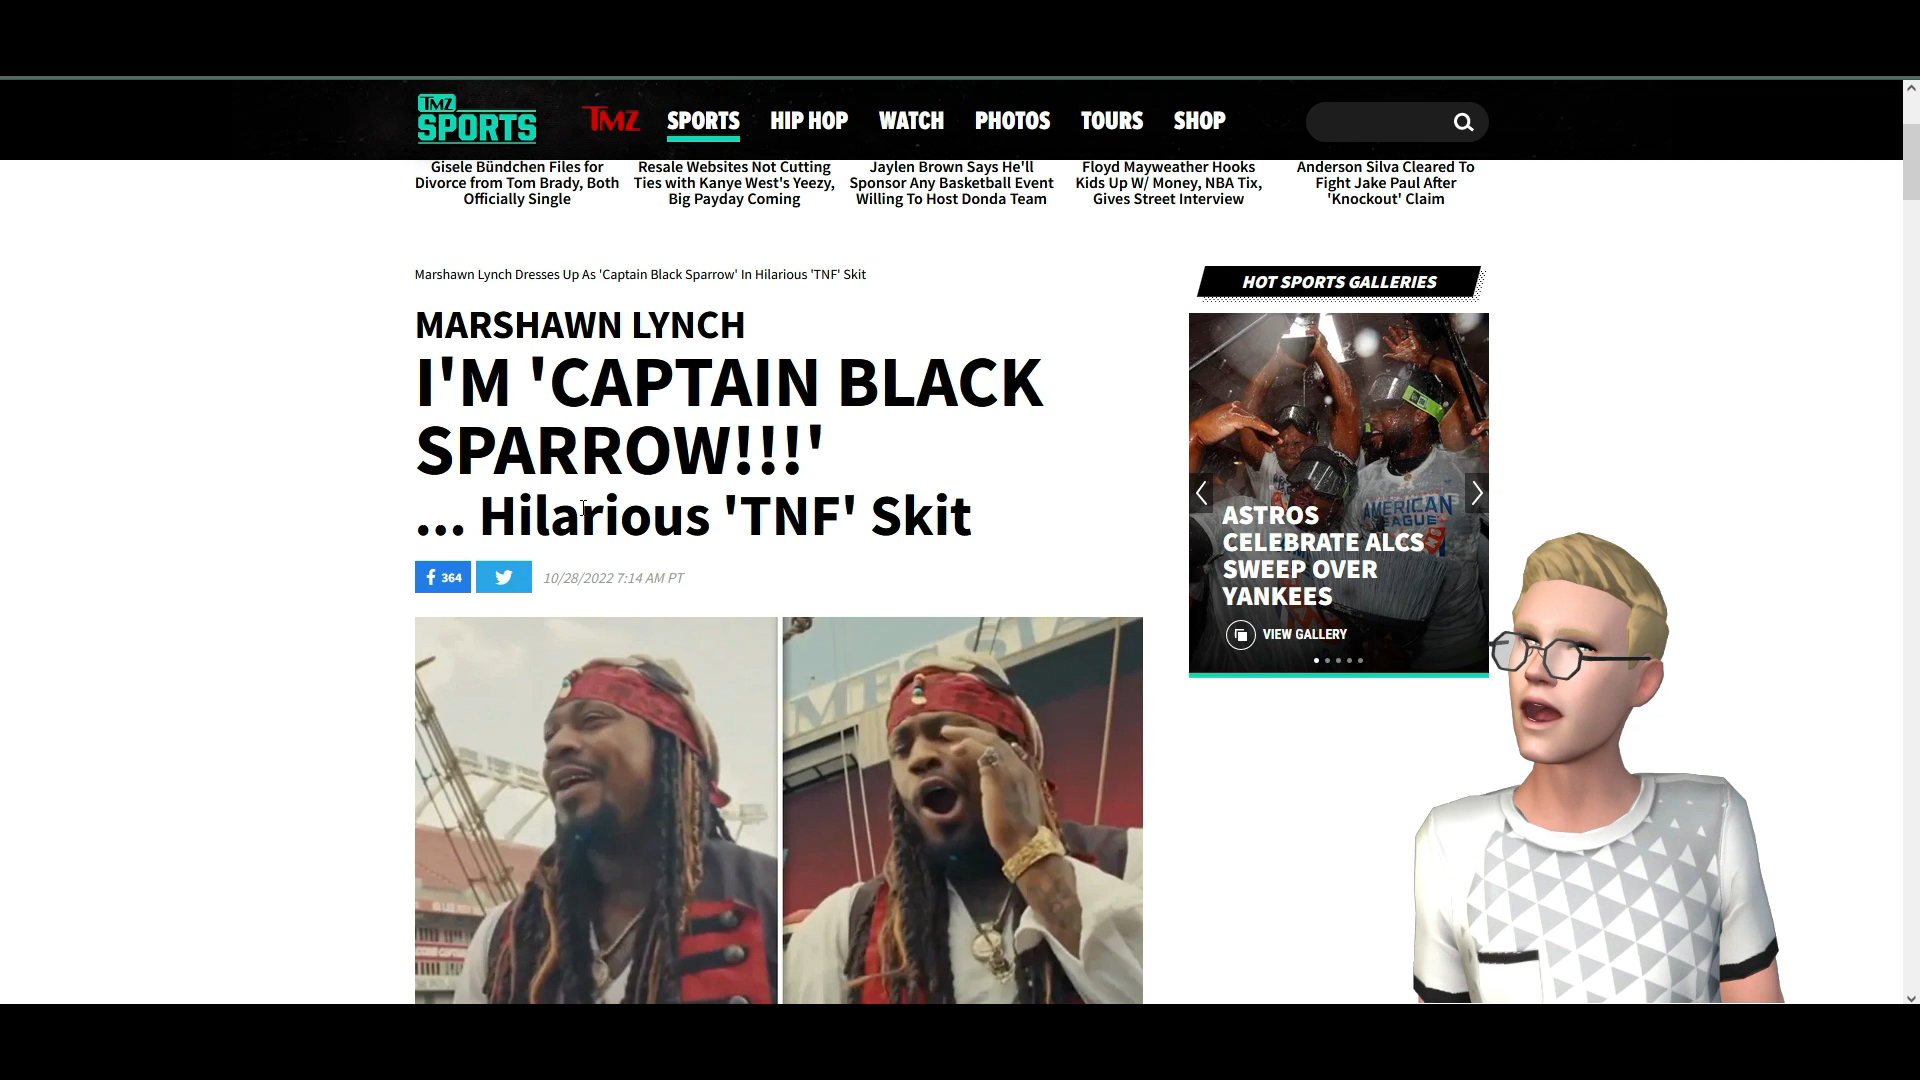 TMZ
SPORTS
TMZ
SPORTS
HIP HOP
WATCH
PHOTOS
TOURS
SHOP
Gisele Bündchen Files for
Divorce from Tom Brady, Both
Officially Single
Resale Websites Not Cutting
Ties with Kanye West's Yeezy,
Big Payday Coming
Jaylen Brown Says He'll
Sponsor Any Basketball Event
Willing To Host Donda Team
Floyd Mayweather Hooks
Kids Up W/ Money, NBA Tix,
Gives Street Interview
Anderson Silva Cleared To
Fight Jake Paul After
'Knockout' Claim
Marshawn Lynch Dresses Up As 'Captain Black Sparrow' In Hilarious 'TNF' Skit
MARSHAWN LYNCH
I'M 'CAPTAIN BLACK
SPARROW!!!'
... Hilarious 'TNF' Skit
364
10/28/2022 7:14 AM PT
HOT SPORTS GALLERIES
AMERICAN
LEAGUE
ASTROS
CELEBRATE ALCS
SWEEP OVER
YANKEES
VIEW GALLERY